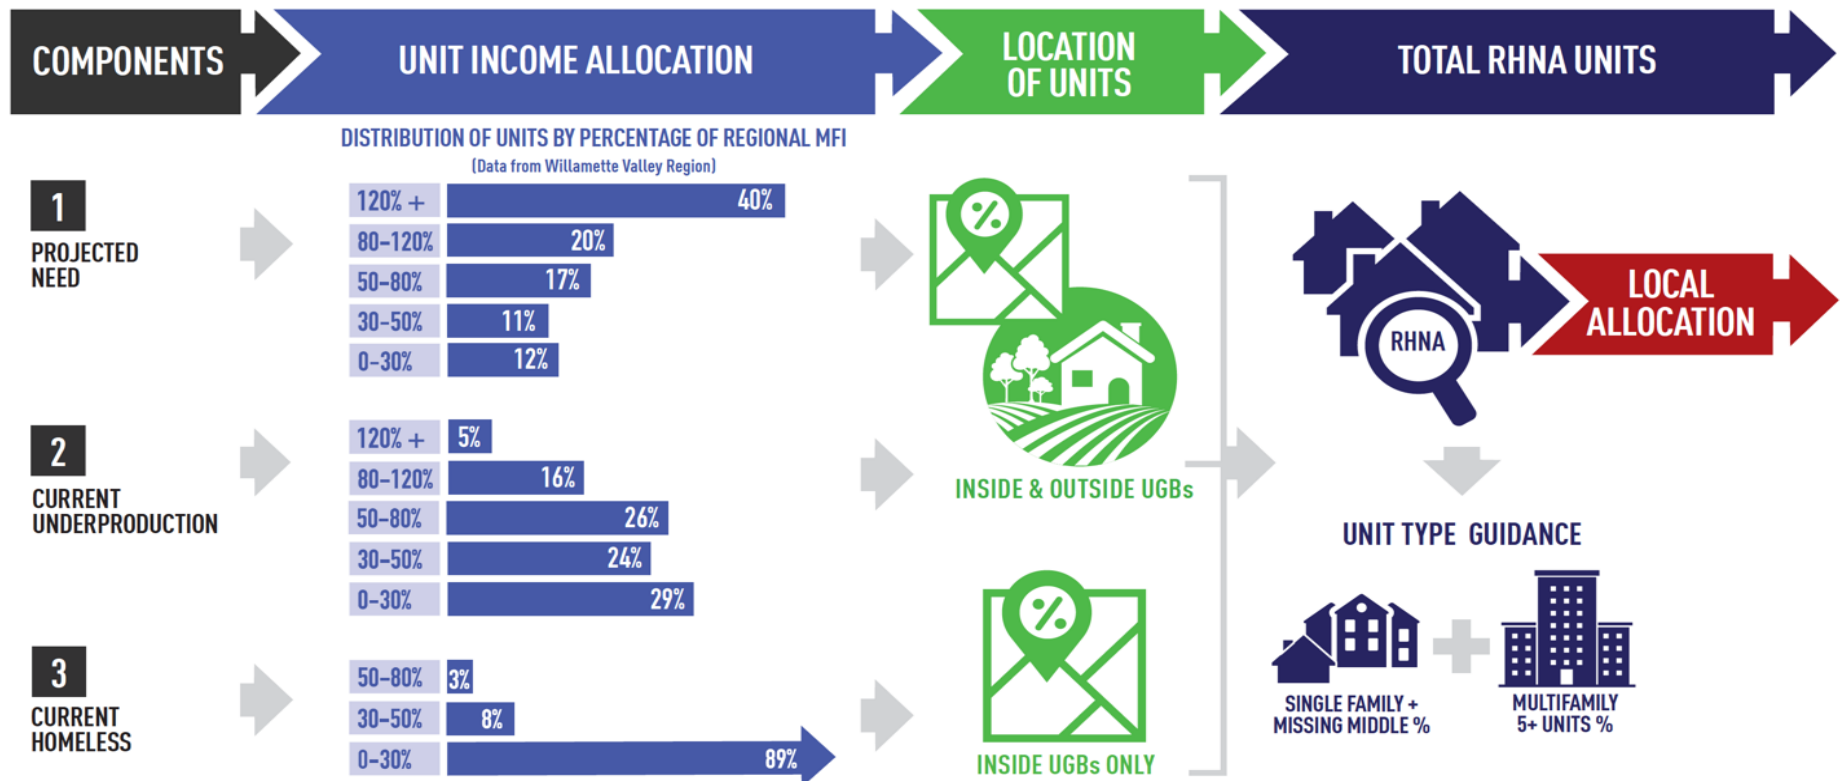 COMPONENTS
UNIT INCOME ALLOCATION
LOCATION
OF UNITS
TOTAL RHNA UNITS
DISTRIBUTION OF UNITS BY PERCENTAGE OF REGIONAL MFI
(Data from Willamette Valley Region)
1
PROJECTED
NEED
120% + 40%
80–120% 20%
50–80% 17%
30–50% 11%
0–30% 12%
2
CURRENT
UNDERPRODUCTION
120% + 5%
80–120% 16%
50–80% 26%
30–50% 24%
0–30% 29%
3
CURRENT
HOMELESS
50–80% 3%
30–50% 8%
0–30% 89%
%
INSIDE & OUTSIDE UGBs
%
INSIDE UGBs ONLY
RHNA
LOCAL
ALLOCATION
UNIT TYPE GUIDANCE
SINGLE FAMILY +
MISSING MIDDLE %
MULTIFAMILY
5+ UNITS %